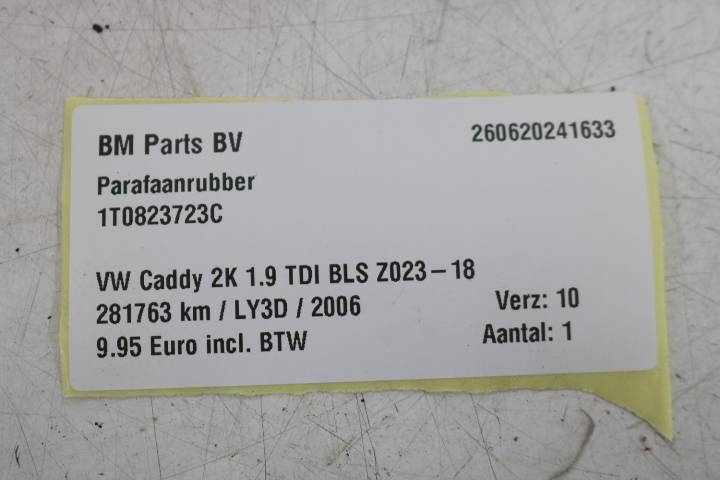 BM Parts BV 260620241633
Parafaanrubber
1T0823723C
VW Caddy 2K 1.9 TDI BLS Z023-18
281763 km / LY3D / 2006 Verz: 10
9.95 Euro incl. BTW Aantal: 1